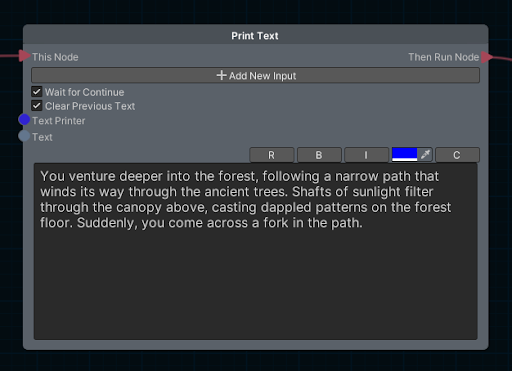 Print Text
This Node
Then Run Node
+ Add New Input
Wait for Continue
Clear Previous Text
Text Printer
Text
R B I C
You venture deeper into the forest, following a narrow path that
winds its way through the ancient trees. Shafts of sunlight filter
through the canopy above, casting dappled patterns on the forest
floor. Suddenly, you come across a fork in the path.